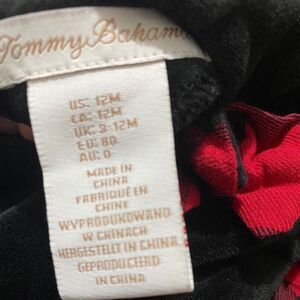 Tommy Bahama
US: 12M
CA: 12M
UK: 9-12M
EU: 80
AU: 0
MADE IN
CHINA
FABRIQUÉ EN
CHINE
WYPRODUKOWANO
W CHINACH
HERGESTELLT IN CHINA
GEPRODUCEERD
IN CHINA